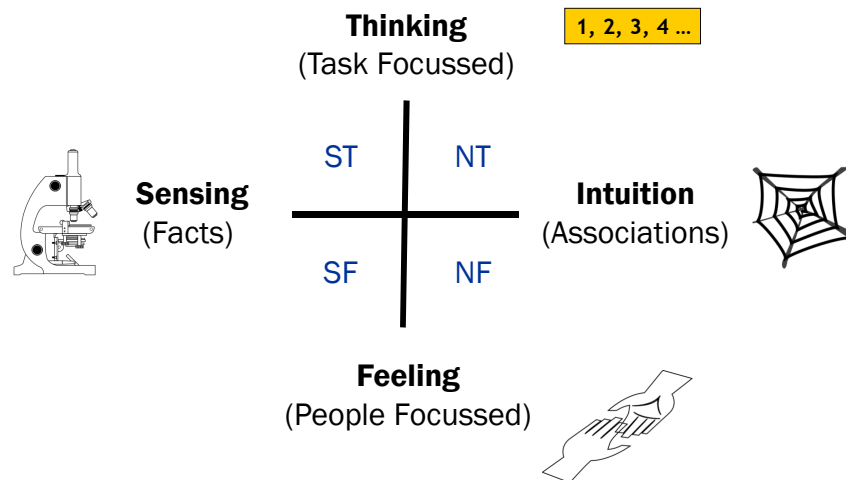 Thinking
(Task Focussed)
1, 2, 3, 4 ...
ST
NT
Sensing
(Facts)
Intuition
(Associations)
SF
NF
Feeling
(People Focussed)